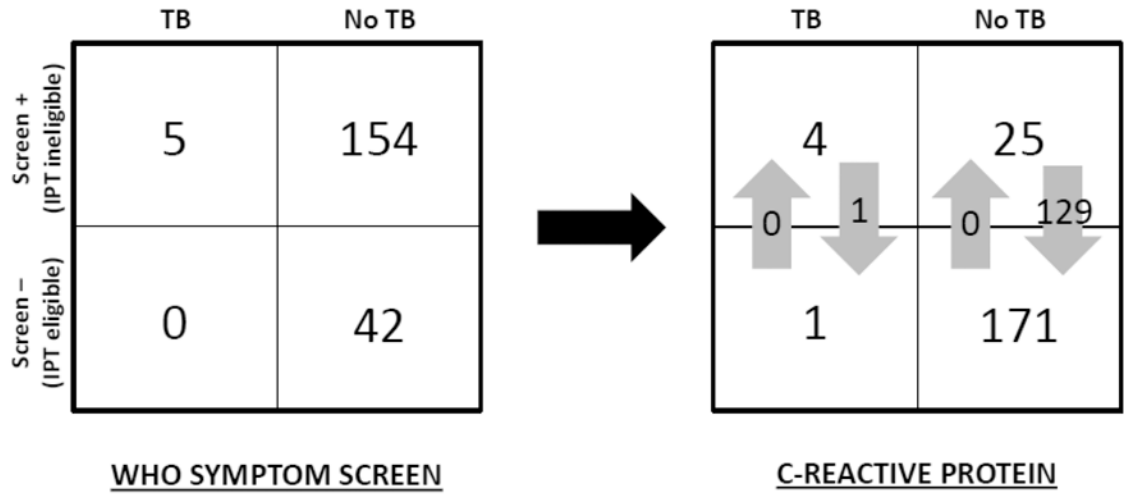 TB No TB TB No TB
Screen +
(IPT ineligible)
5 154 4 25
0 1 0 129
Screen –
(IPT eligible)
0 42 1 171
WHO SYMPTOM SCREEN C-REACTIVE PROTEIN